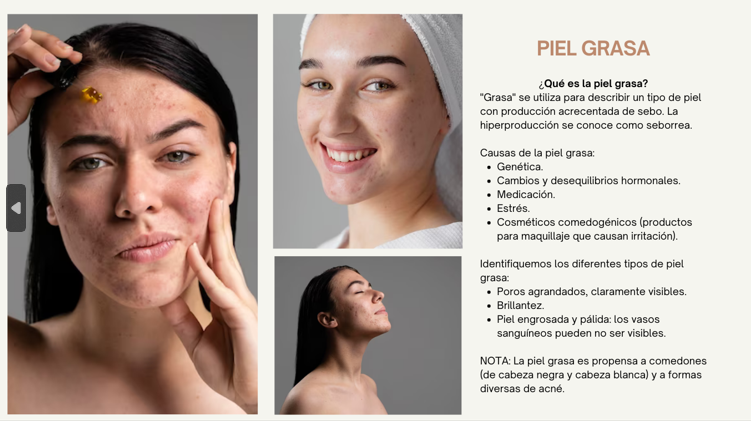 PIEL GRASA
¿Qué es la piel grasa?
"Grasa" se utiliza para describir un tipo de piel
con producción acrecentada de sebo. La
hiperproducción se conoce como seborrea.
Causas de la piel grasa:
• Genética.
• Cambios y desequilibrios hormonales.
• Medicación.
• Estrés.
• Cosméticos comedogénicos (productos
para maquillaje que causan irritación).
Identifiquemos los diferentes tipos de piel
grasa:
• Poros agrandados, claramente visibles.
• Brillantez.
• Piel engrosada y pálida: los vasos
sanguíneos pueden no ser visibles.
NOTA: La piel grasa es propensa a comedones
(de cabeza negra y cabeza blanca) y a formas
diversas de acné.